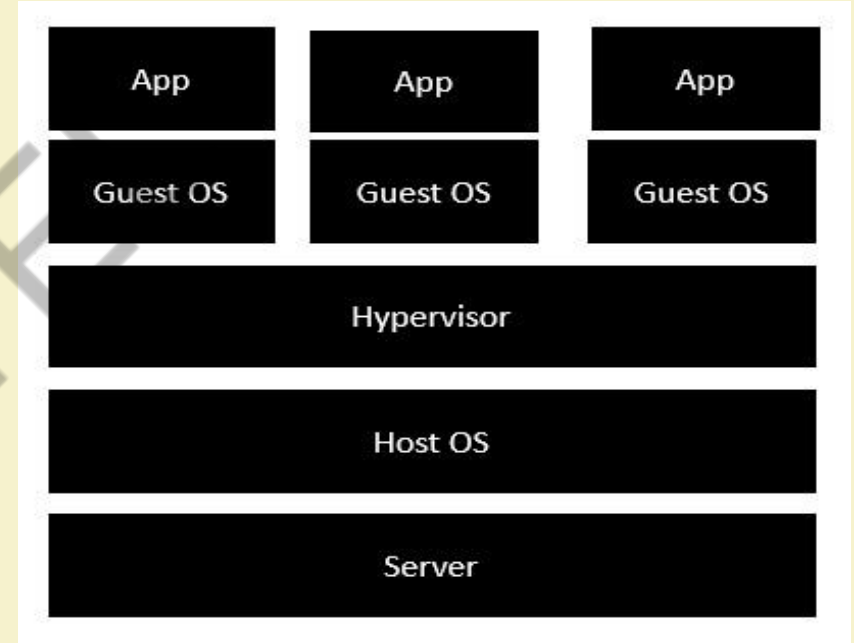 App App App
Guest OS Guest OS Guest OS
Hypervisor
Host OS
Server